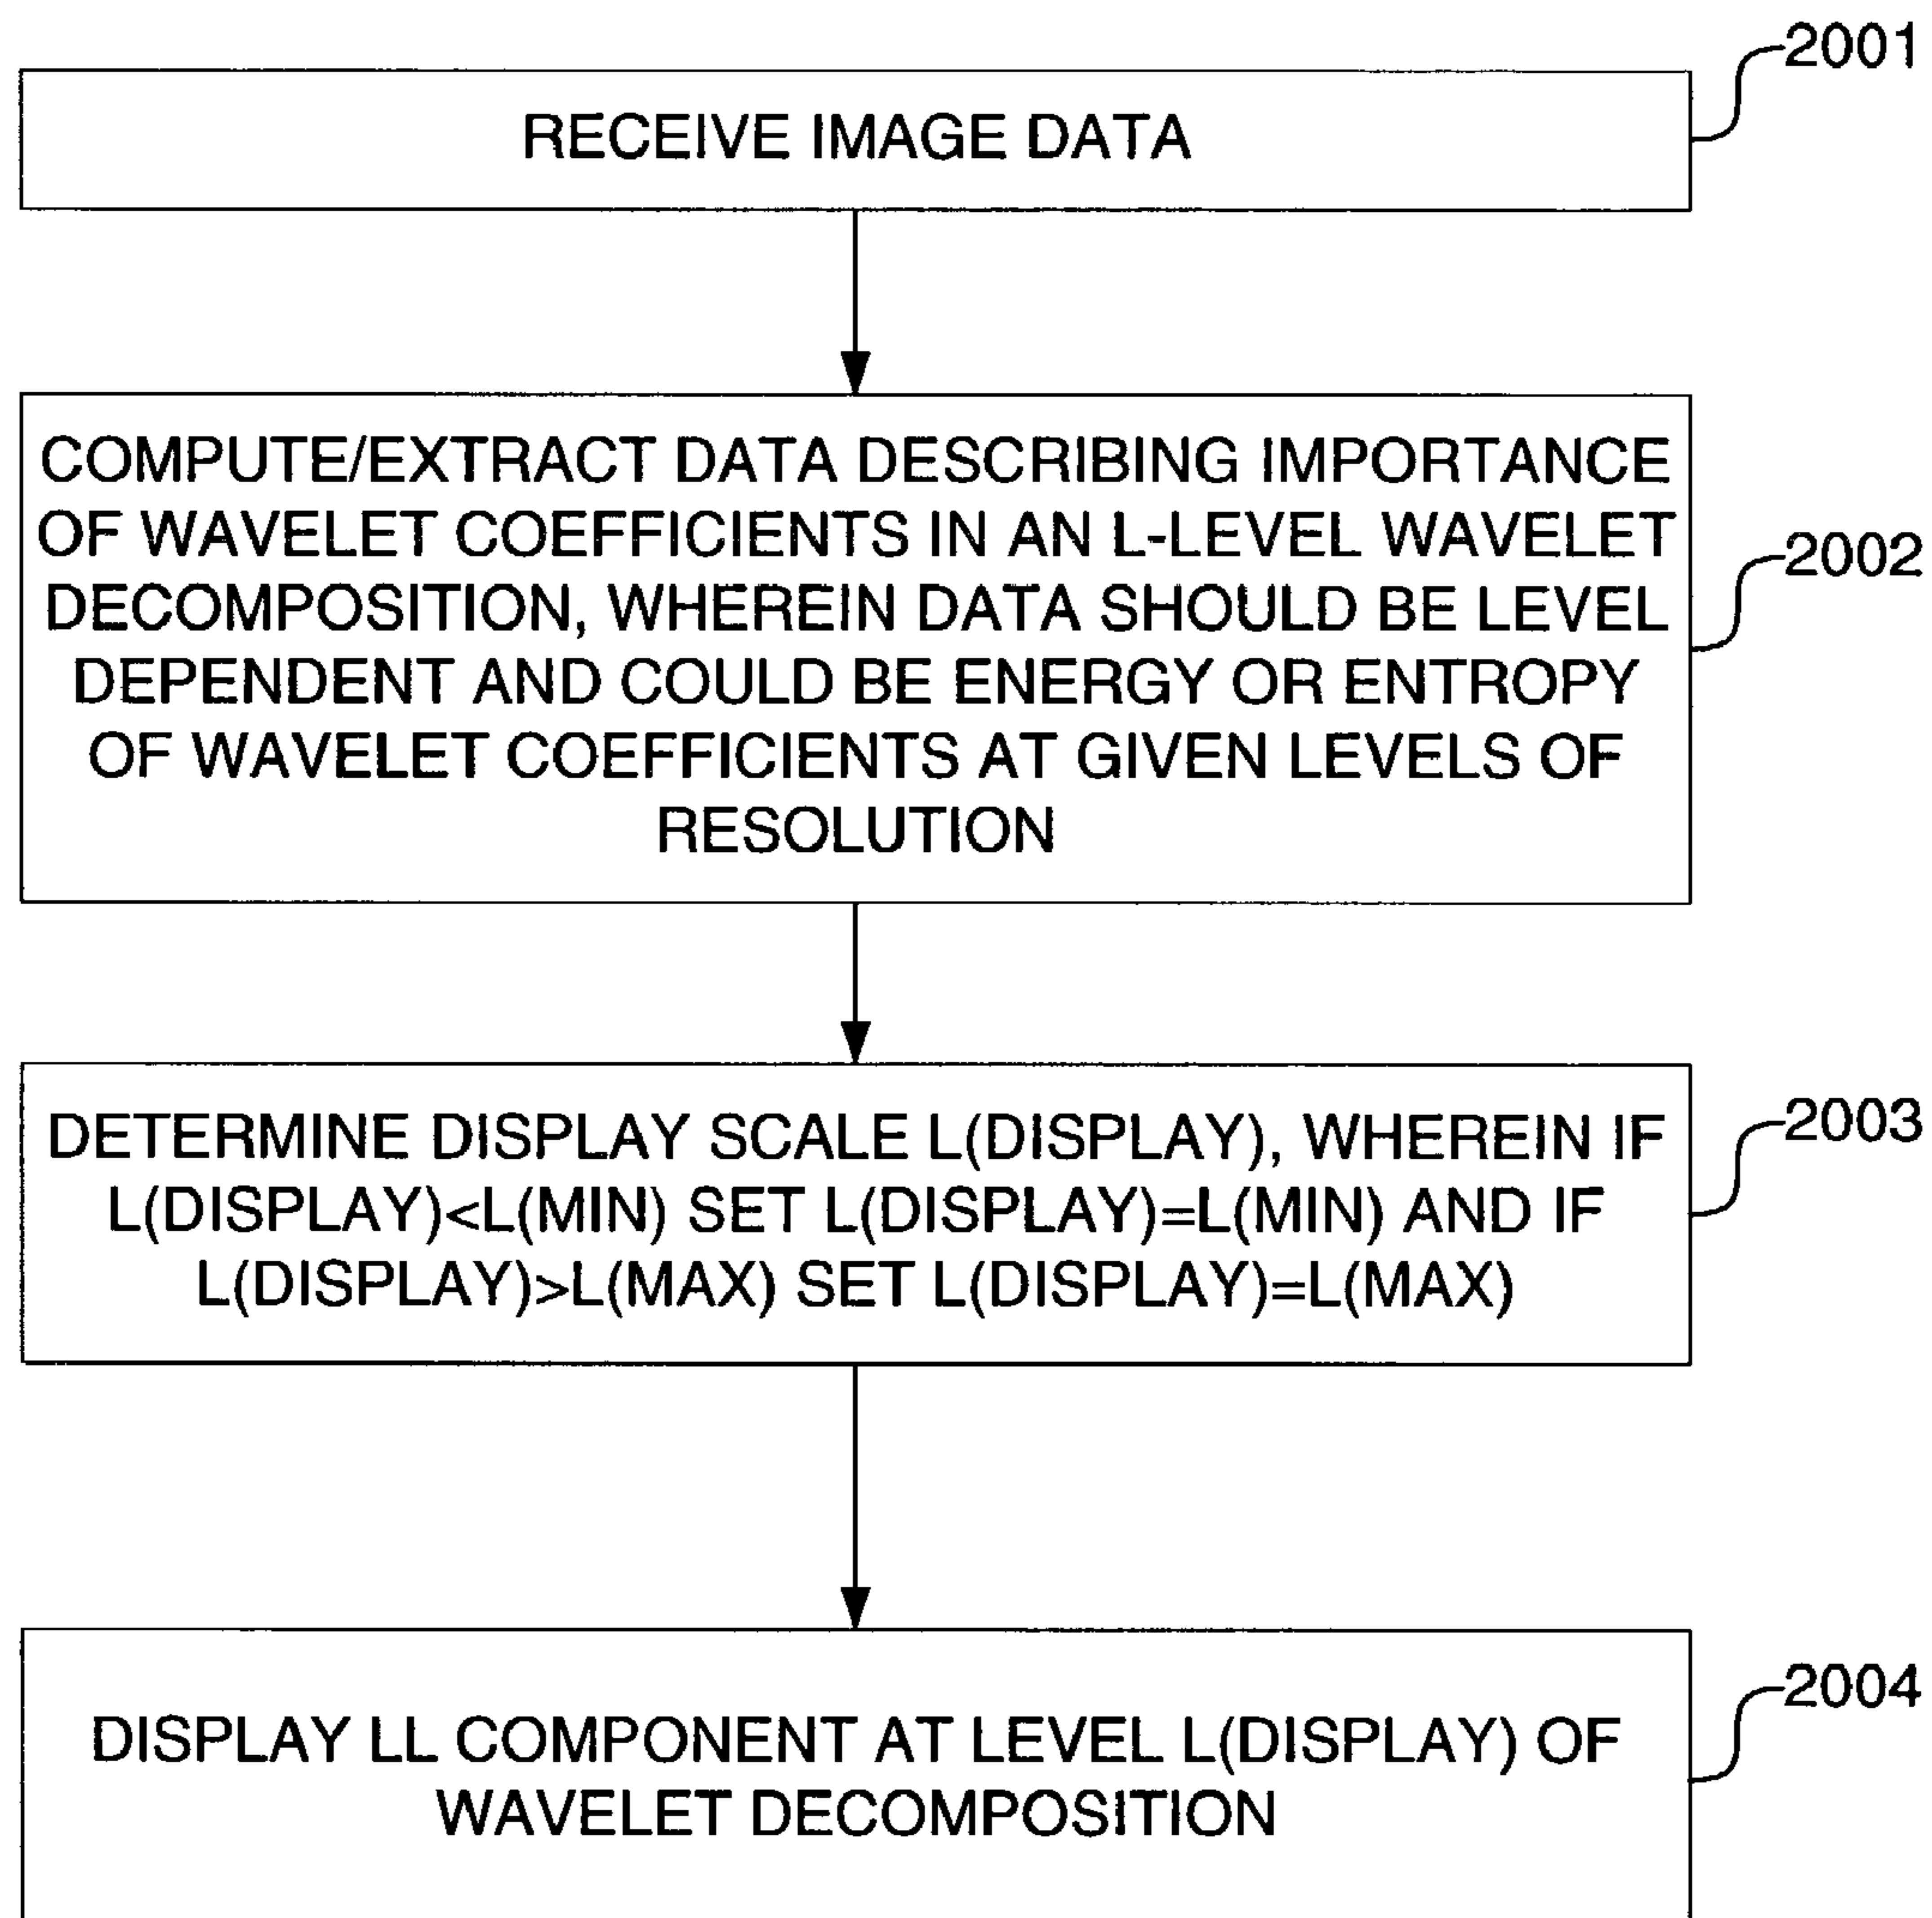 2001
RECEIVE IMAGE DATA
COMPUTE/EXTRACT DATA DESCRIBING IMPORTANCE
OF WAVELET COEFFICIENTS IN AN L-LEVEL WAVELET
DECOMPOSITION, WHEREIN DATA SHOULD BE LEVEL
DEPENDENT AND COULD BE ENERGY OR ENTROPY
OF WAVELET COEFFICIENTS AT GIVEN LEVELS OF
RESOLUTION
2002
DETERMINE DISPLAY SCALE L(DISPLAY), WHEREIN IF
L(DISPLAY)<L(MIN) SET L(DISPLAY)=L(MIN) AND IF
L(DISPLAY)>L(MAX) SET L(DISPLAY)=L(MAX)
2003
DISPLAY LL COMPONENT AT LEVEL L(DISPLAY) OF
WAVELET DECOMPOSITION
2004